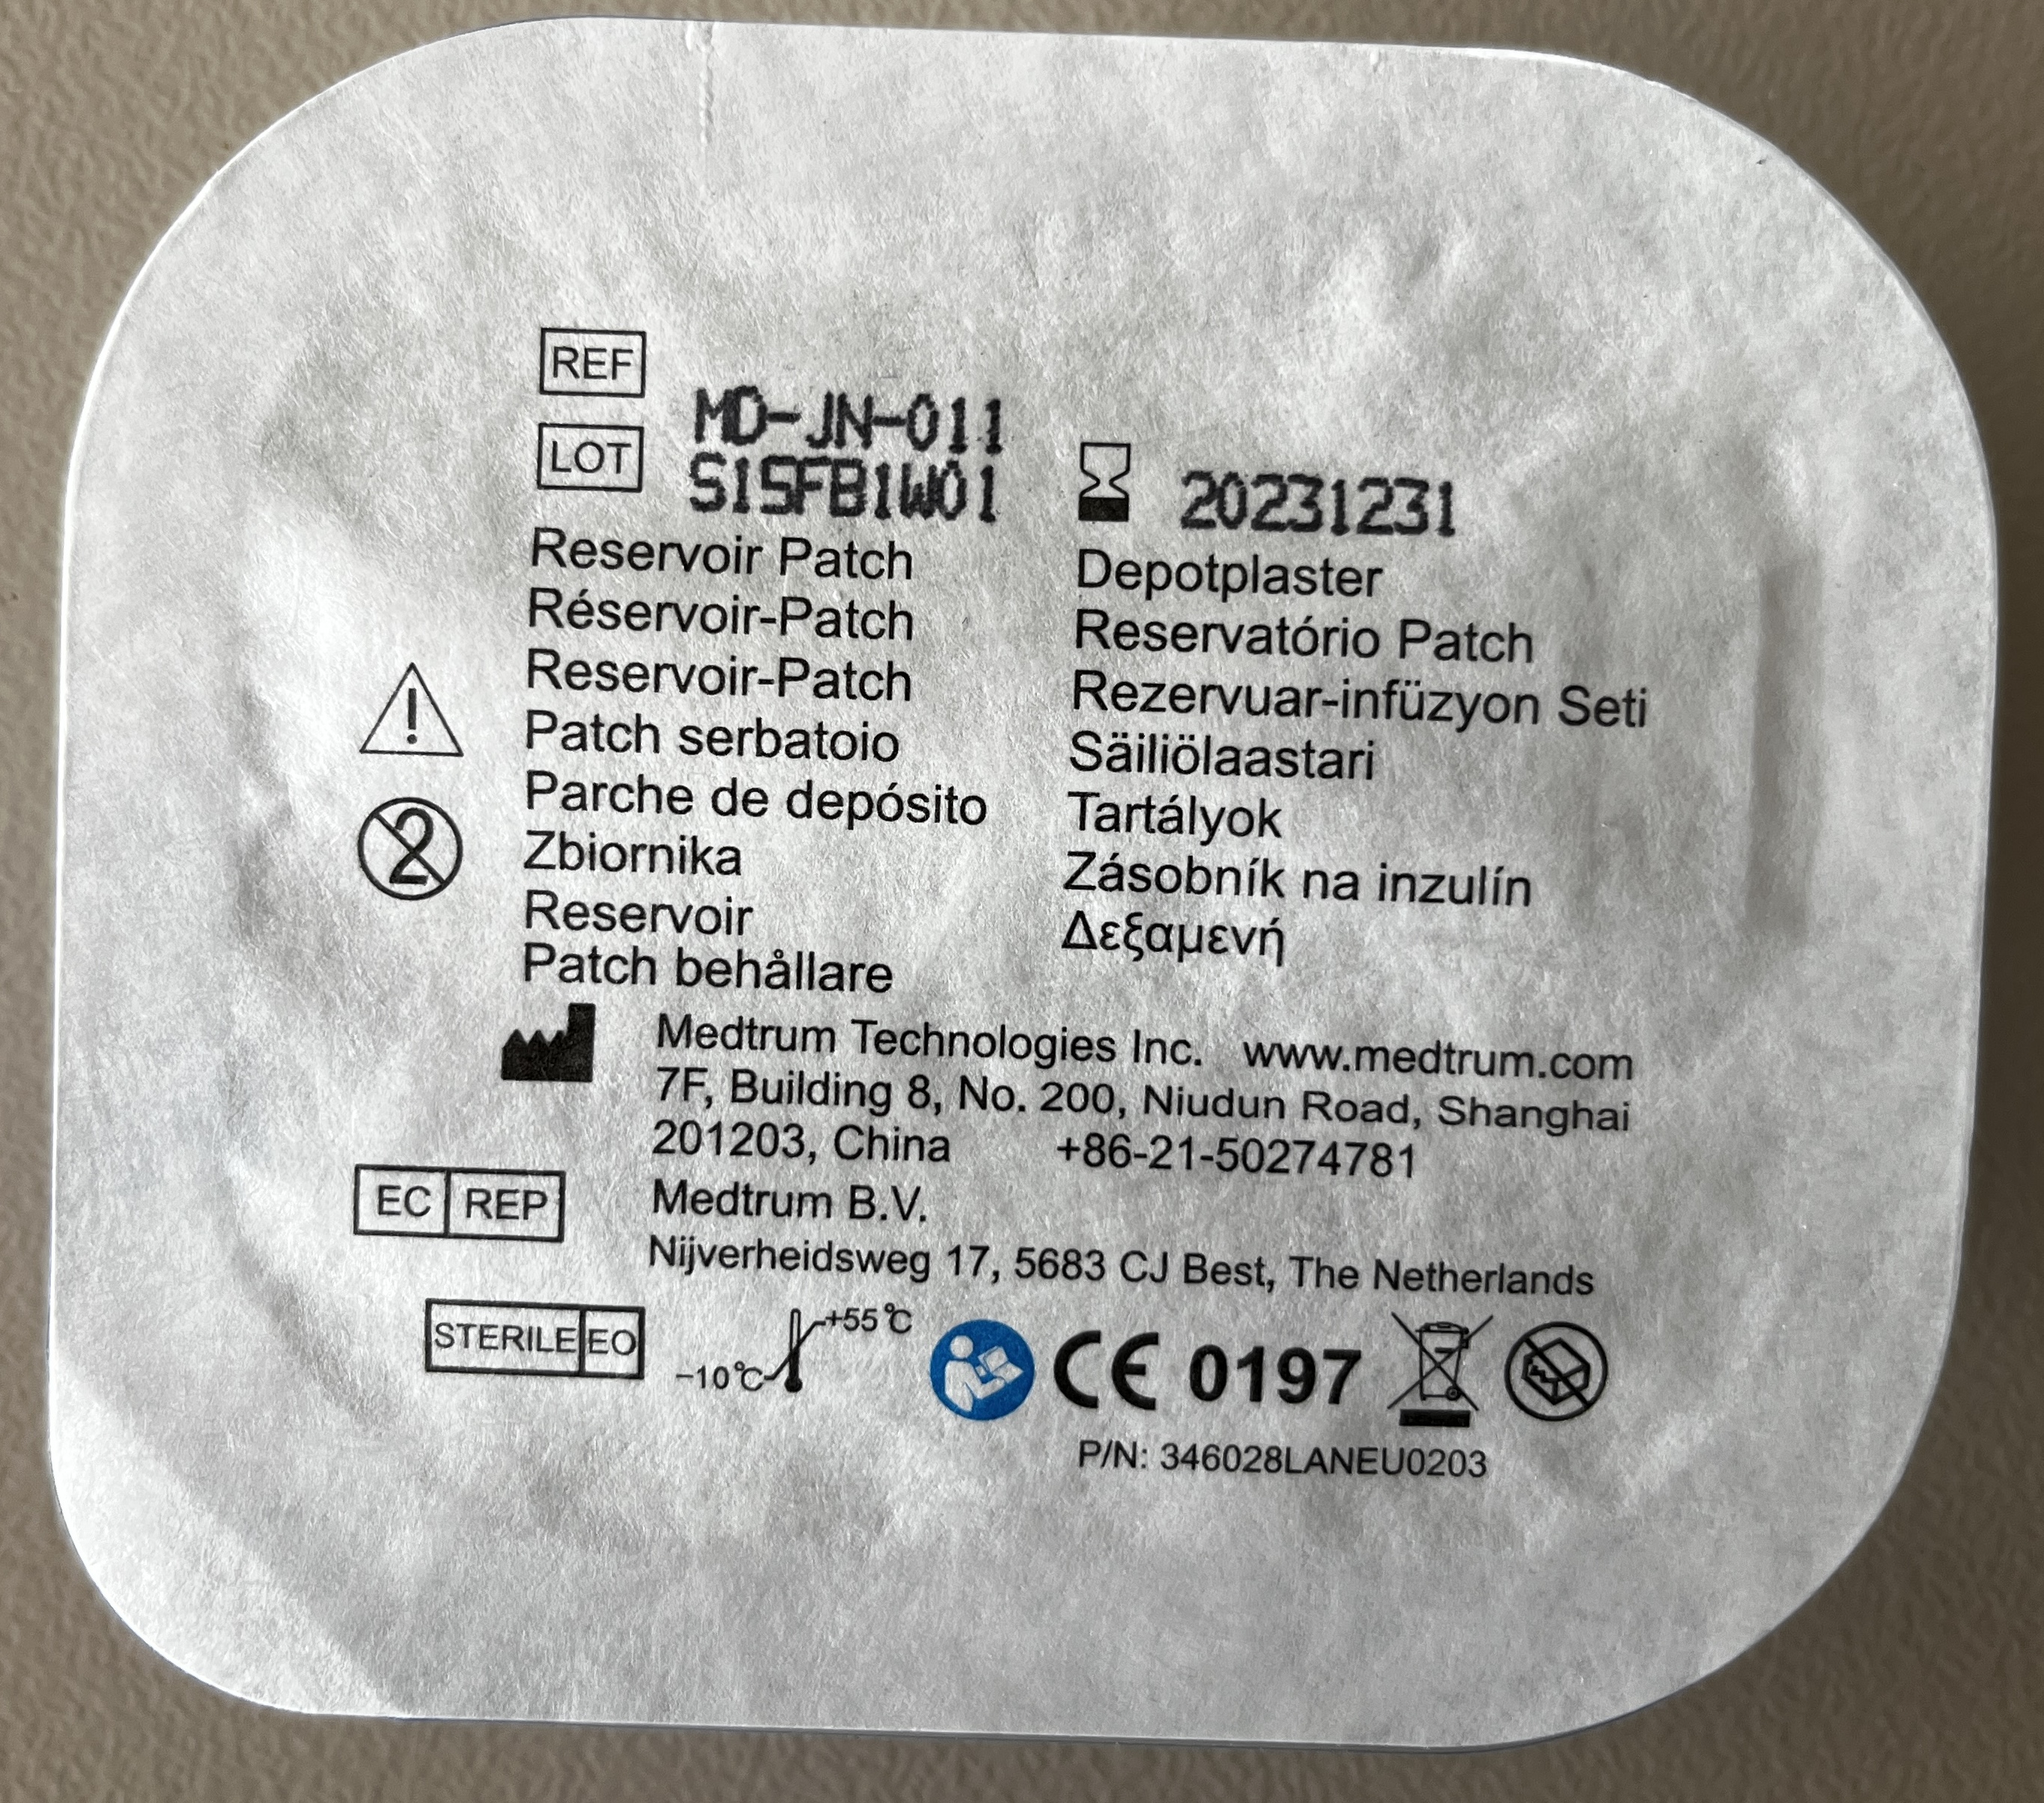 REF
MD-JN-011
LOT
S1SFB1W01
20231231
Reservoir Patch
Réservoir-Patch
Reservoir-Patch
Patch serbatoio
Parche de depósito
Zbiornika
Reservoir
Patch behållare
Depotplaster
Reservatório Patch
Rezervuar-infüzyon Seti
Säiliölaastari
Tartályok
Zásobník na inzulín
Δεξαμενή
2
Medtrum Technologies Inc. www.medtrum.com
7F, Building 8, No. 200, Niudun Road, Shanghai
201203, China +86-21-50274781
EC REP
Medtrum B.V.
Nijverheidsweg 17, 5683 CJ Best, The Netherlands
STERILE EO
-10℃
+55℃
CE 0197
P/N: 346028LANEU0203